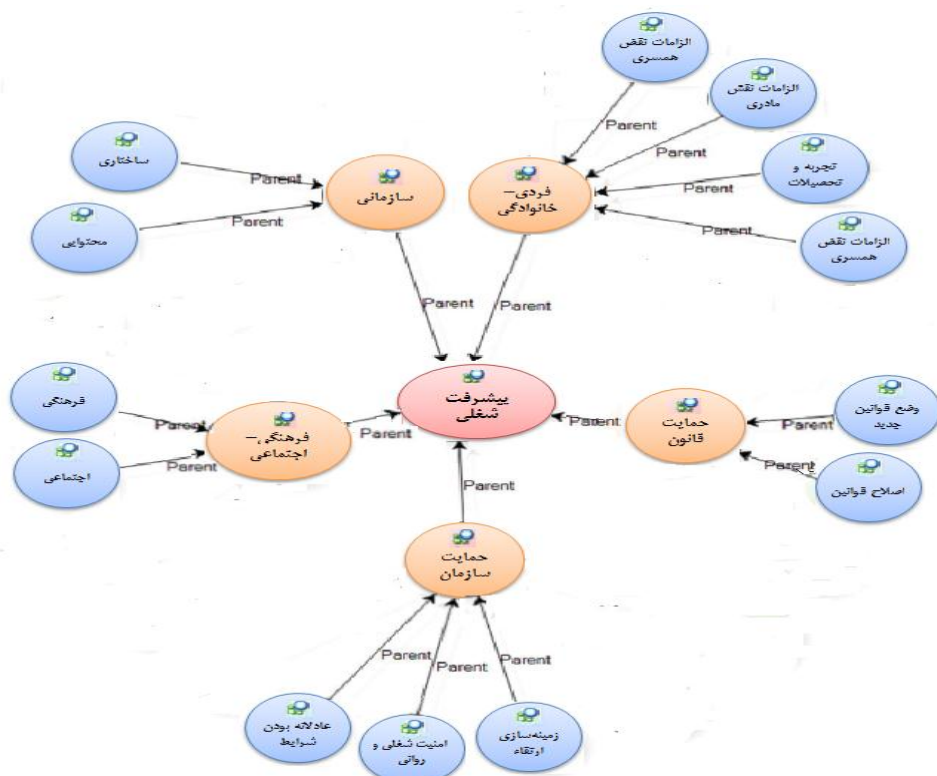 الزامات نقض
همسری
الزامات نقش
مادری
تجربه و
تحصیلات
الزامات نقض
همسری
فردی–
خانوادگی
سازمانی
ساختاری
محتوایی
Parent
Parent
Parent
Parent
Parent
Parent
Parent
Parent
پیشرفت
شغلی
فرهنگی
اجتماعی
فرهنگی–
اجتماعی
Parent
Parent
Parent
حمایت
قانون
وضع قوانین
جدید
اصلاح قوانین
Parent
Parent
Parent
Parent
حمایت
سازمان
Parent
Parent
Parent
عادلانه بودن
شرایط
امنیت شغلی و
روانی
زمینه‌سازی
ارتقاء